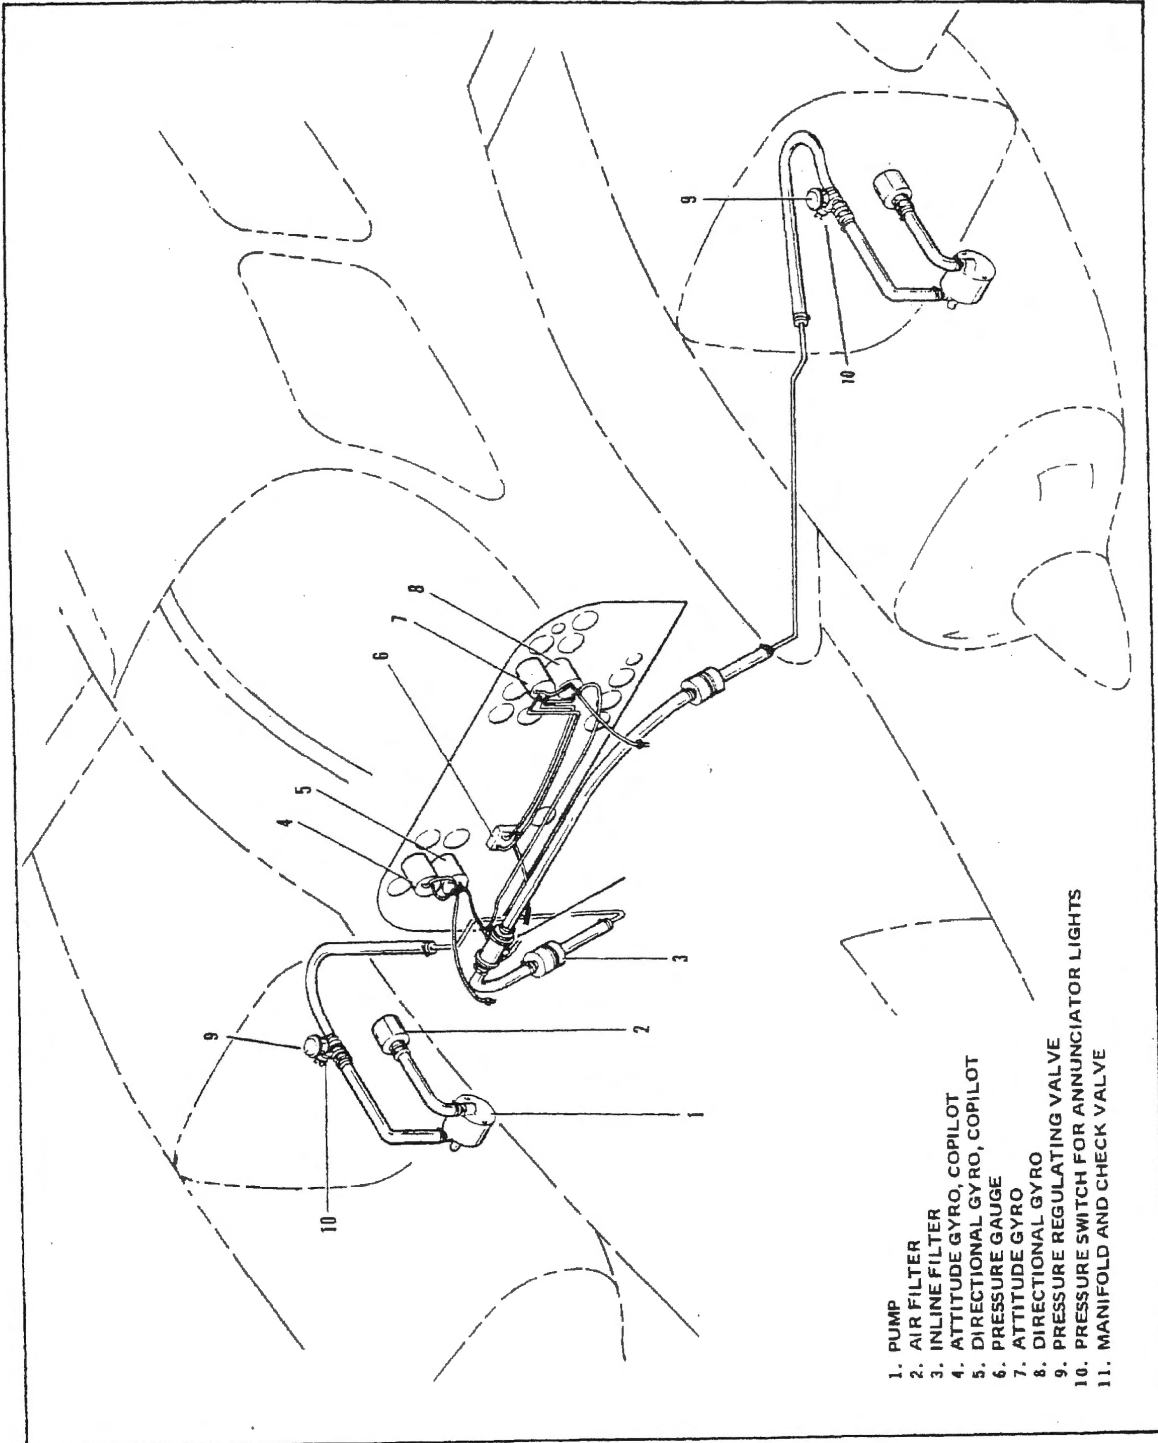 9
10
8
7
6
5
4
3
2
9
1
10
1. PUMP
2. AIR FILTER
3. INLINE FILTER
4. ATTITUDE GYRO, COPILOT
5. DIRECTIONAL GYRO, COPILOT
6. PRESSURE GAUGE
7. ATTITUDE GYRO
8. DIRECTIONAL GYRO
9. PRESSURE REGULATING VALVE
10. PRESSURE SWITCH FOR ANNUNCIATOR LIGHTS
11. MANIFOLD AND CHECK VALVE